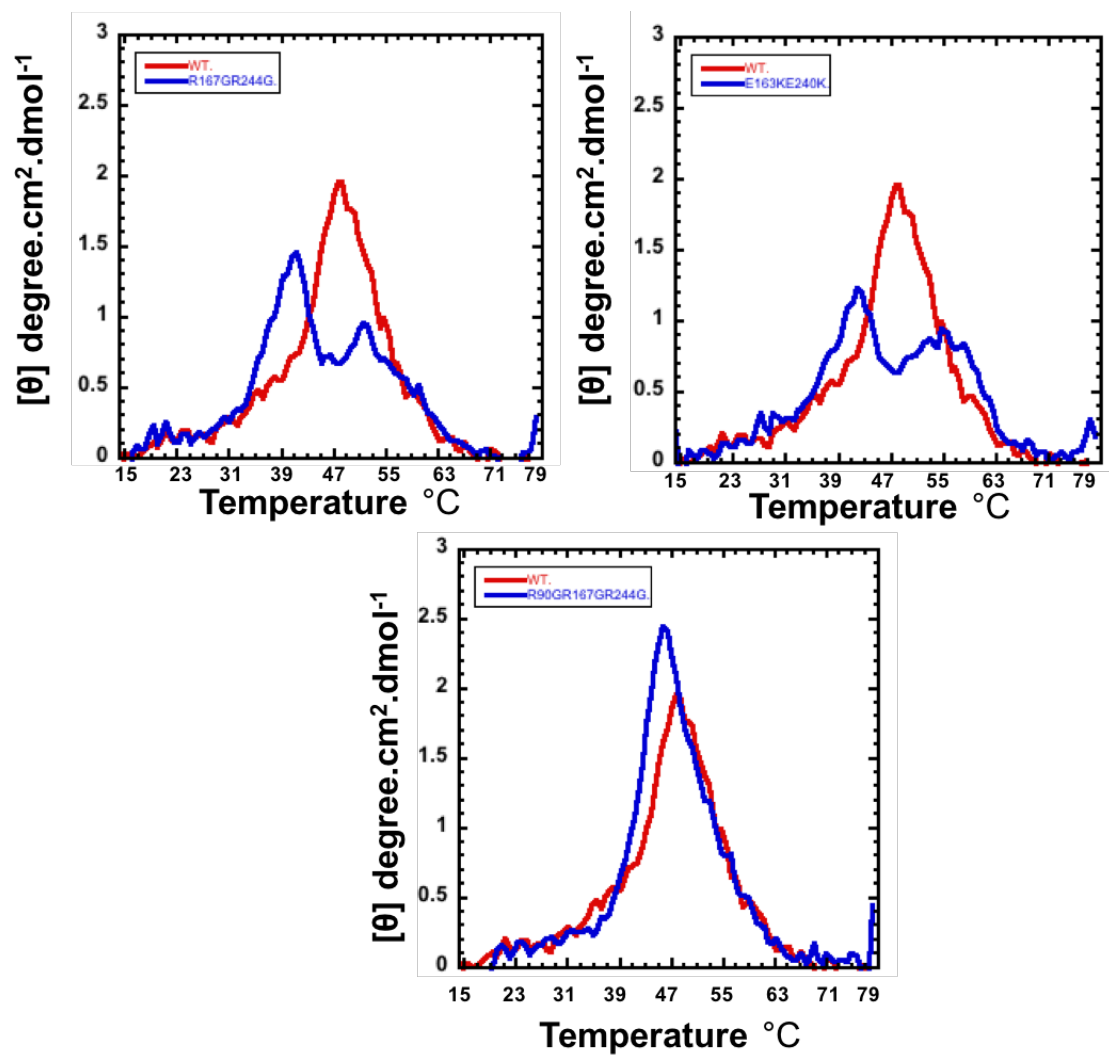 3
2.5
2
1.5
1
0.5
0
WT.
R167GR244G.
[θ] degree.cm².dmol⁻¹
15 23 31 39 47 55 63 71 79
Temperature °C
3
2.5
2
1.5
1
0.5
0
WT.
E163KE240K.
[θ] degree.cm².dmol⁻¹
15 23 31 39 47 55 63 71 79
Temperature °C
3
2.5
2
1.5
1
0.5
0
WT.
R90GR167GR244G.
[θ] degree.cm².dmol⁻¹
15 23 31 39 47 55 63 71 79
Temperature °C